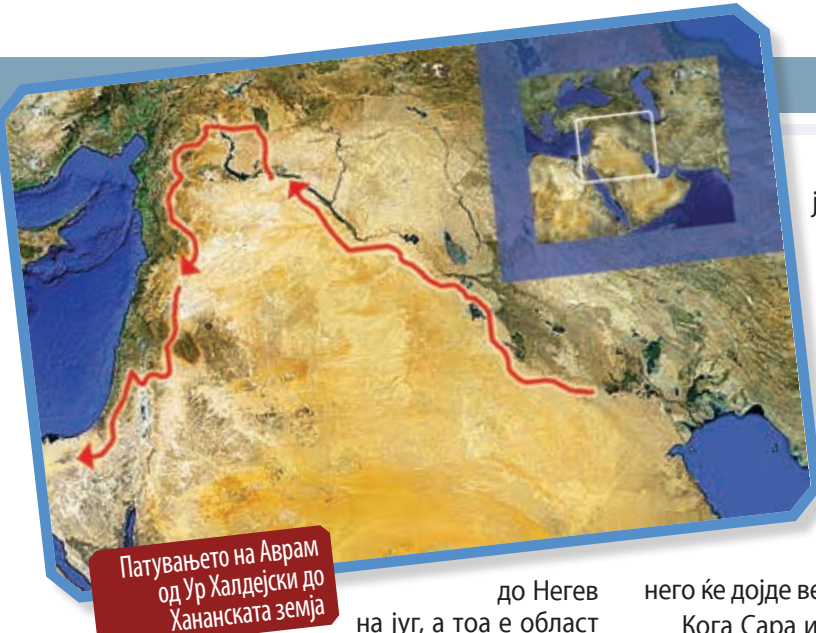 Патувањето на Аврам
од Ур Халдејски до
Хананската земја
до Негев
на југ, а тоа е област
него ќе дојде
Кога Сара